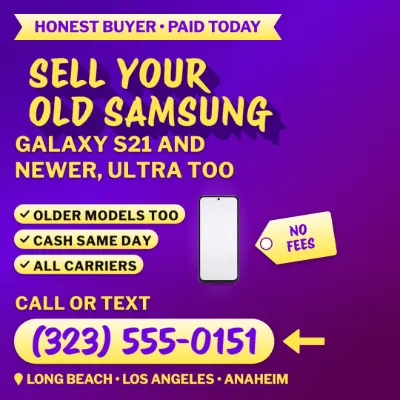 HONEST BUYER • PAID TODAY
SELL YOUR
OLD SAMSUNG
GALAXY S21 AND
NEWER, ULTRA TOO
OLDER MODELS TOO
CASH SAME DAY
ALL CARRIERS
NO
FEES
CALL OR TEXT
(323) 555-0151
LONG BEACH • LOS ANGELES • ANAHEIM